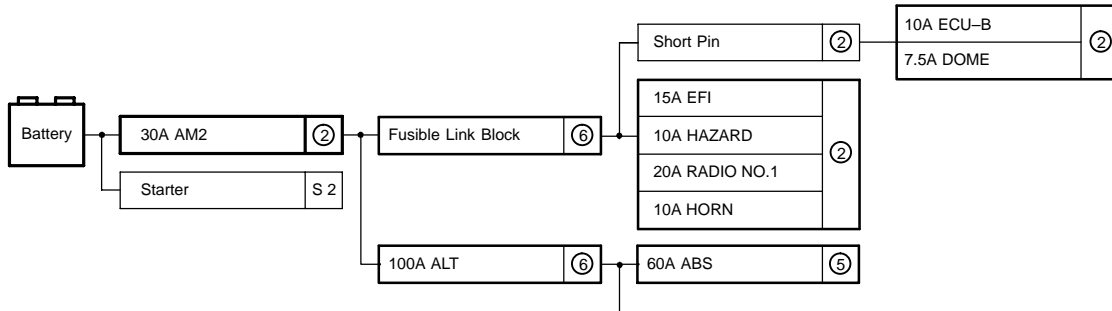 Short Pin ②
10A ECU–B
7.5A DOME
②
Battery
30A AM2 ②
Fusible Link Block ⑥
15A EFI
10A HAZARD
20A RADIO NO.1
10A HORN
②
Starter S 2
100A ALT ⑥
60A ABS ⑤